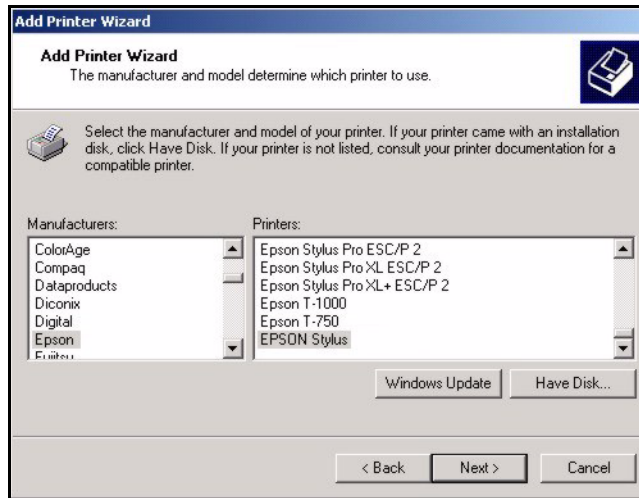 Add Printer Wizard
Add Printer Wizard
The manufacturer and model determine which printer to use.
Select the manufacturer and model of your printer. If your printer came with an installation
disk, click Have Disk. If your printer is not listed, consult your printer documentation for a
compatible printer.
Manufacturers:
ColorAge
Compaq
Dataproducts
Diconix
Digital
Epson
Fujitsu
Printers:
Epson Stylus Pro ESC/P 2
Epson Stylus Pro XL ESC/P 2
Epson Stylus Pro XL+ ESC/P 2
Epson T-1000
Epson T-750
EPSON Stylus
Windows Update
Have Disk...
< Back
Next >
Cancel